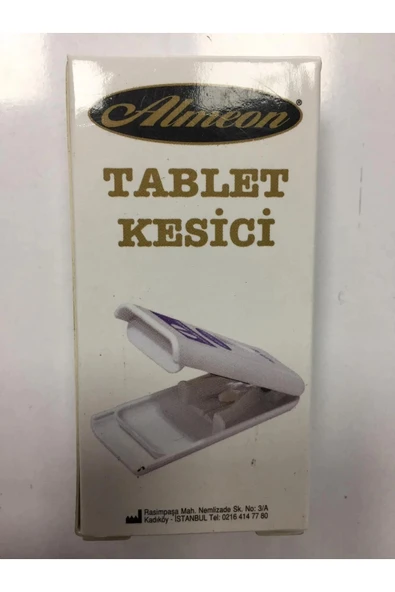 Almeon®
TABLET
KESİCİ
Rasimpaşa Mah. Nemlizade Sk. No: 3/A
Kadıköy - İSTANBUL Tel: 0216 414 77 80